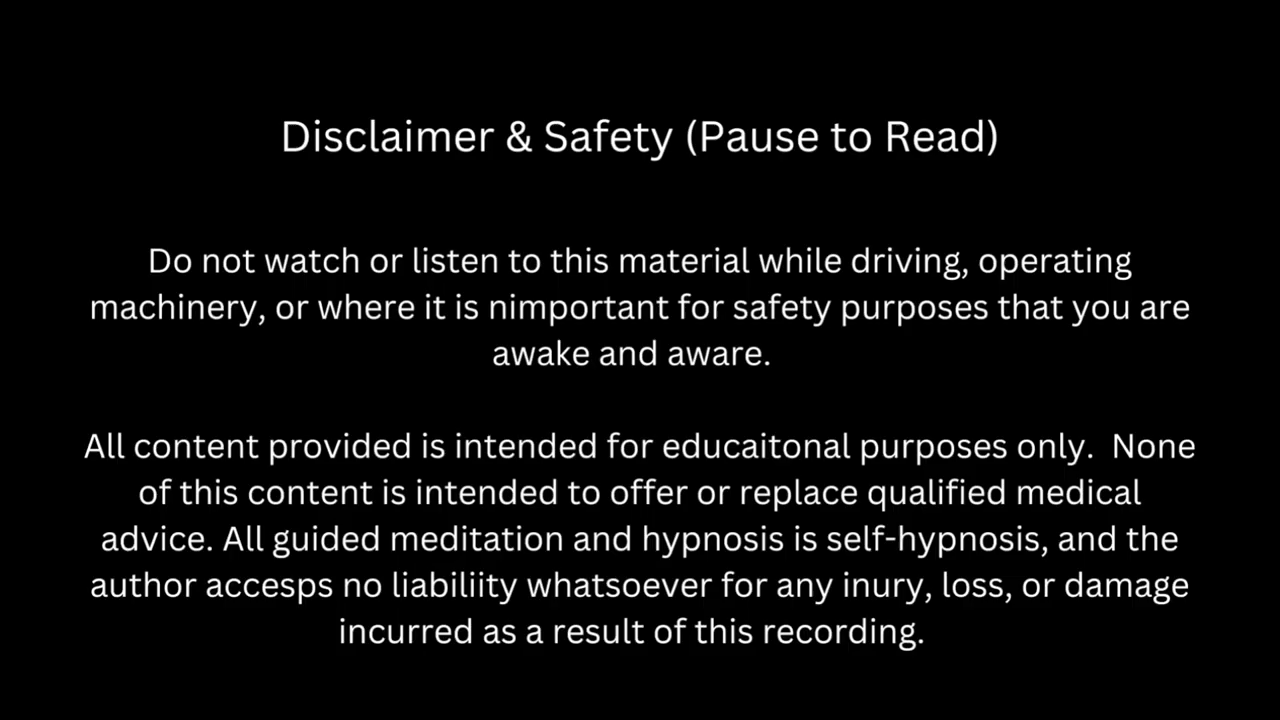 Disclaimer & Safety (Pause to Read)
Do not watch or listen to this material while driving, operating
machinery, or where it is nimportant for safety purposes that you are
awake and aware.
All content provided is intended for educaitonal purposes only.  None
of this content is intended to offer or replace qualified medical
advice. All guided meditation and hypnosis is self-hypnosis, and the
author accesps no liabiliity whatsoever for any inury, loss, or damage
incurred as a result of this recording.